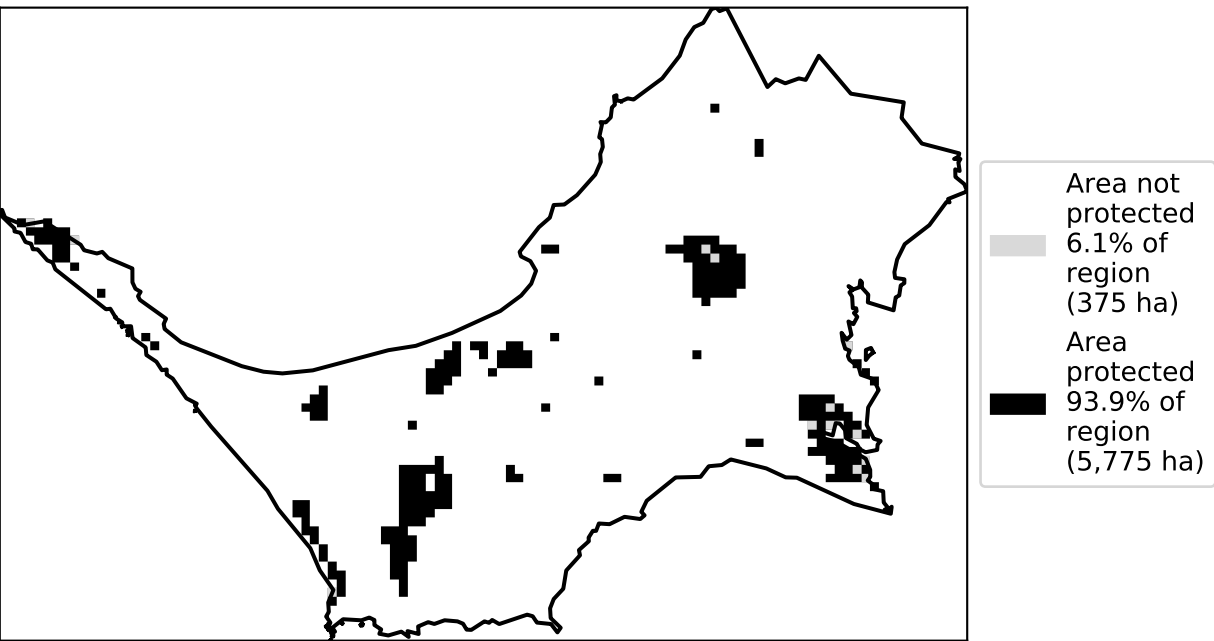 Area not
protected
6.1% of
region
(375 ha)
Area
protected
93.9% of
region
(5,775 ha)